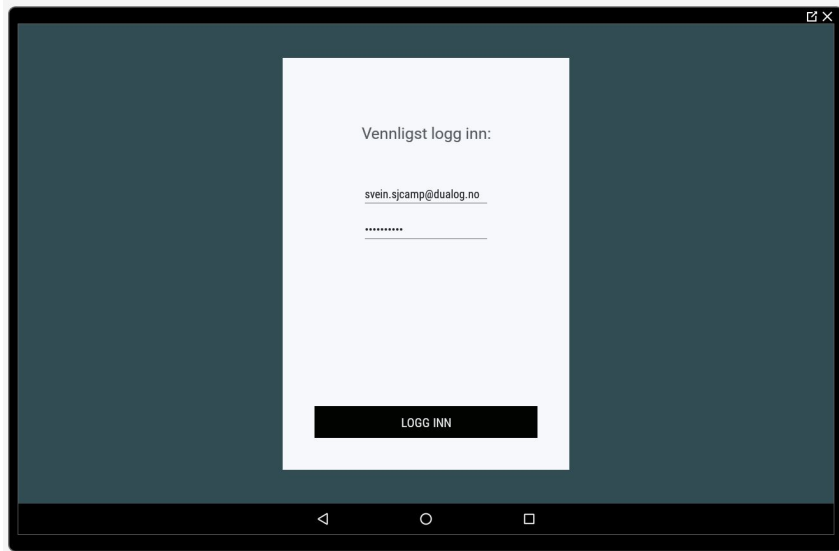 Vennligst logg inn:
svein.sjcamp@dualog.no
••••••••••
LOGG INN